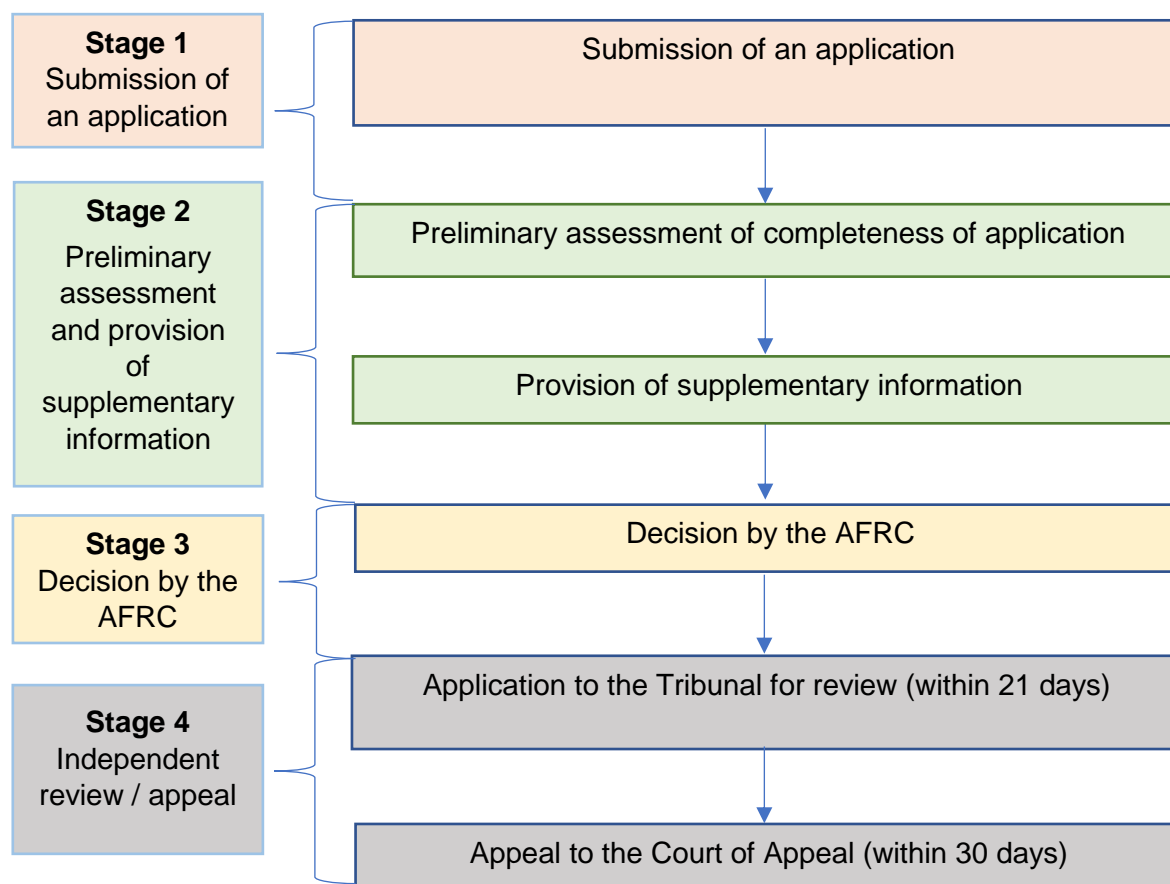 Stage 1
Submission of
an application
Submission of an application
Stage 2
Preliminary
assessment
and provision
of
supplementary
information
Preliminary assessment of completeness of application
Provision of supplementary information
Stage 3
Decision by the
AFRC
Decision by the AFRC
Stage 4
Independent
review / appeal
Application to the Tribunal for review (within 21 days)
Appeal to the Court of Appeal (within 30 days)